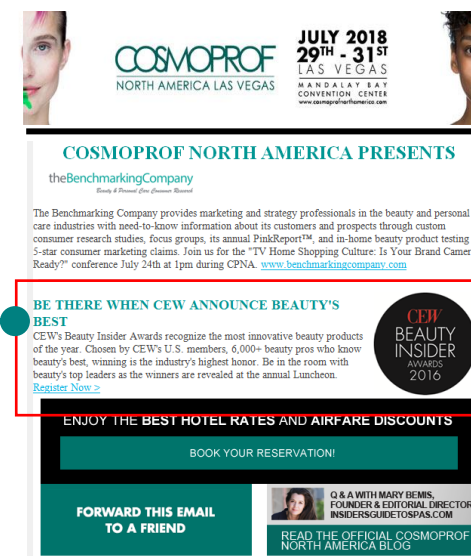 COSMOPROF
NORTH AMERICA LAS VEGAS
JULY 2018
29TH - 31ST
LAS VEGAS
MANDALAY BAY
CONVENTION CENTER
www.cosmoprofnorthamerica.com
COSMOPROF NORTH AMERICA PRESENTS
theBenchmarkingCompany
Beauty & Personal Care Consumer Research
The Benchmarking Company provides marketing and strategy professionals in the beauty and personal
care industries with need-to-know information about its customers and prospects through custom
consumer research studies, focus groups, its annual PinkReport™, and in-home beauty product testing
5-star consumer marketing claims. Join us for the "TV Home Shopping Culture: Is Your Brand Camer
Ready?" conference July 24th at 1pm during CPNA. www.benchmarkingcompany.com
BE THERE WHEN CEW ANNOUNCE BEAUTY'S
BEST
CEW's Beauty Insider Awards recognize the most innovative beauty products
of the year. Chosen by CEW's U.S. members, 6,000+ beauty pros who know
beauty's best, winning is the industry's highest honor. Be in the room with
beauty's top leaders as the winners are revealed at the annual Luncheon.
Register Now >
CEW
BEAUTY
INSIDER
AWARDS
2016
ENJOY THE BEST HOTEL RATES AND AIRFARE DISCOUNTS
BOOK YOUR RESERVATION!
FORWARD THIS EMAIL
TO A FRIEND
Q & A WITH MARY BEMIS,
FOUNDER & EDITORIAL DIRECTOR
INSIDERSGUIDETOSPAS.COM
READ THE OFFICIAL COSMOPROF
NORTH AMERICA BLOG